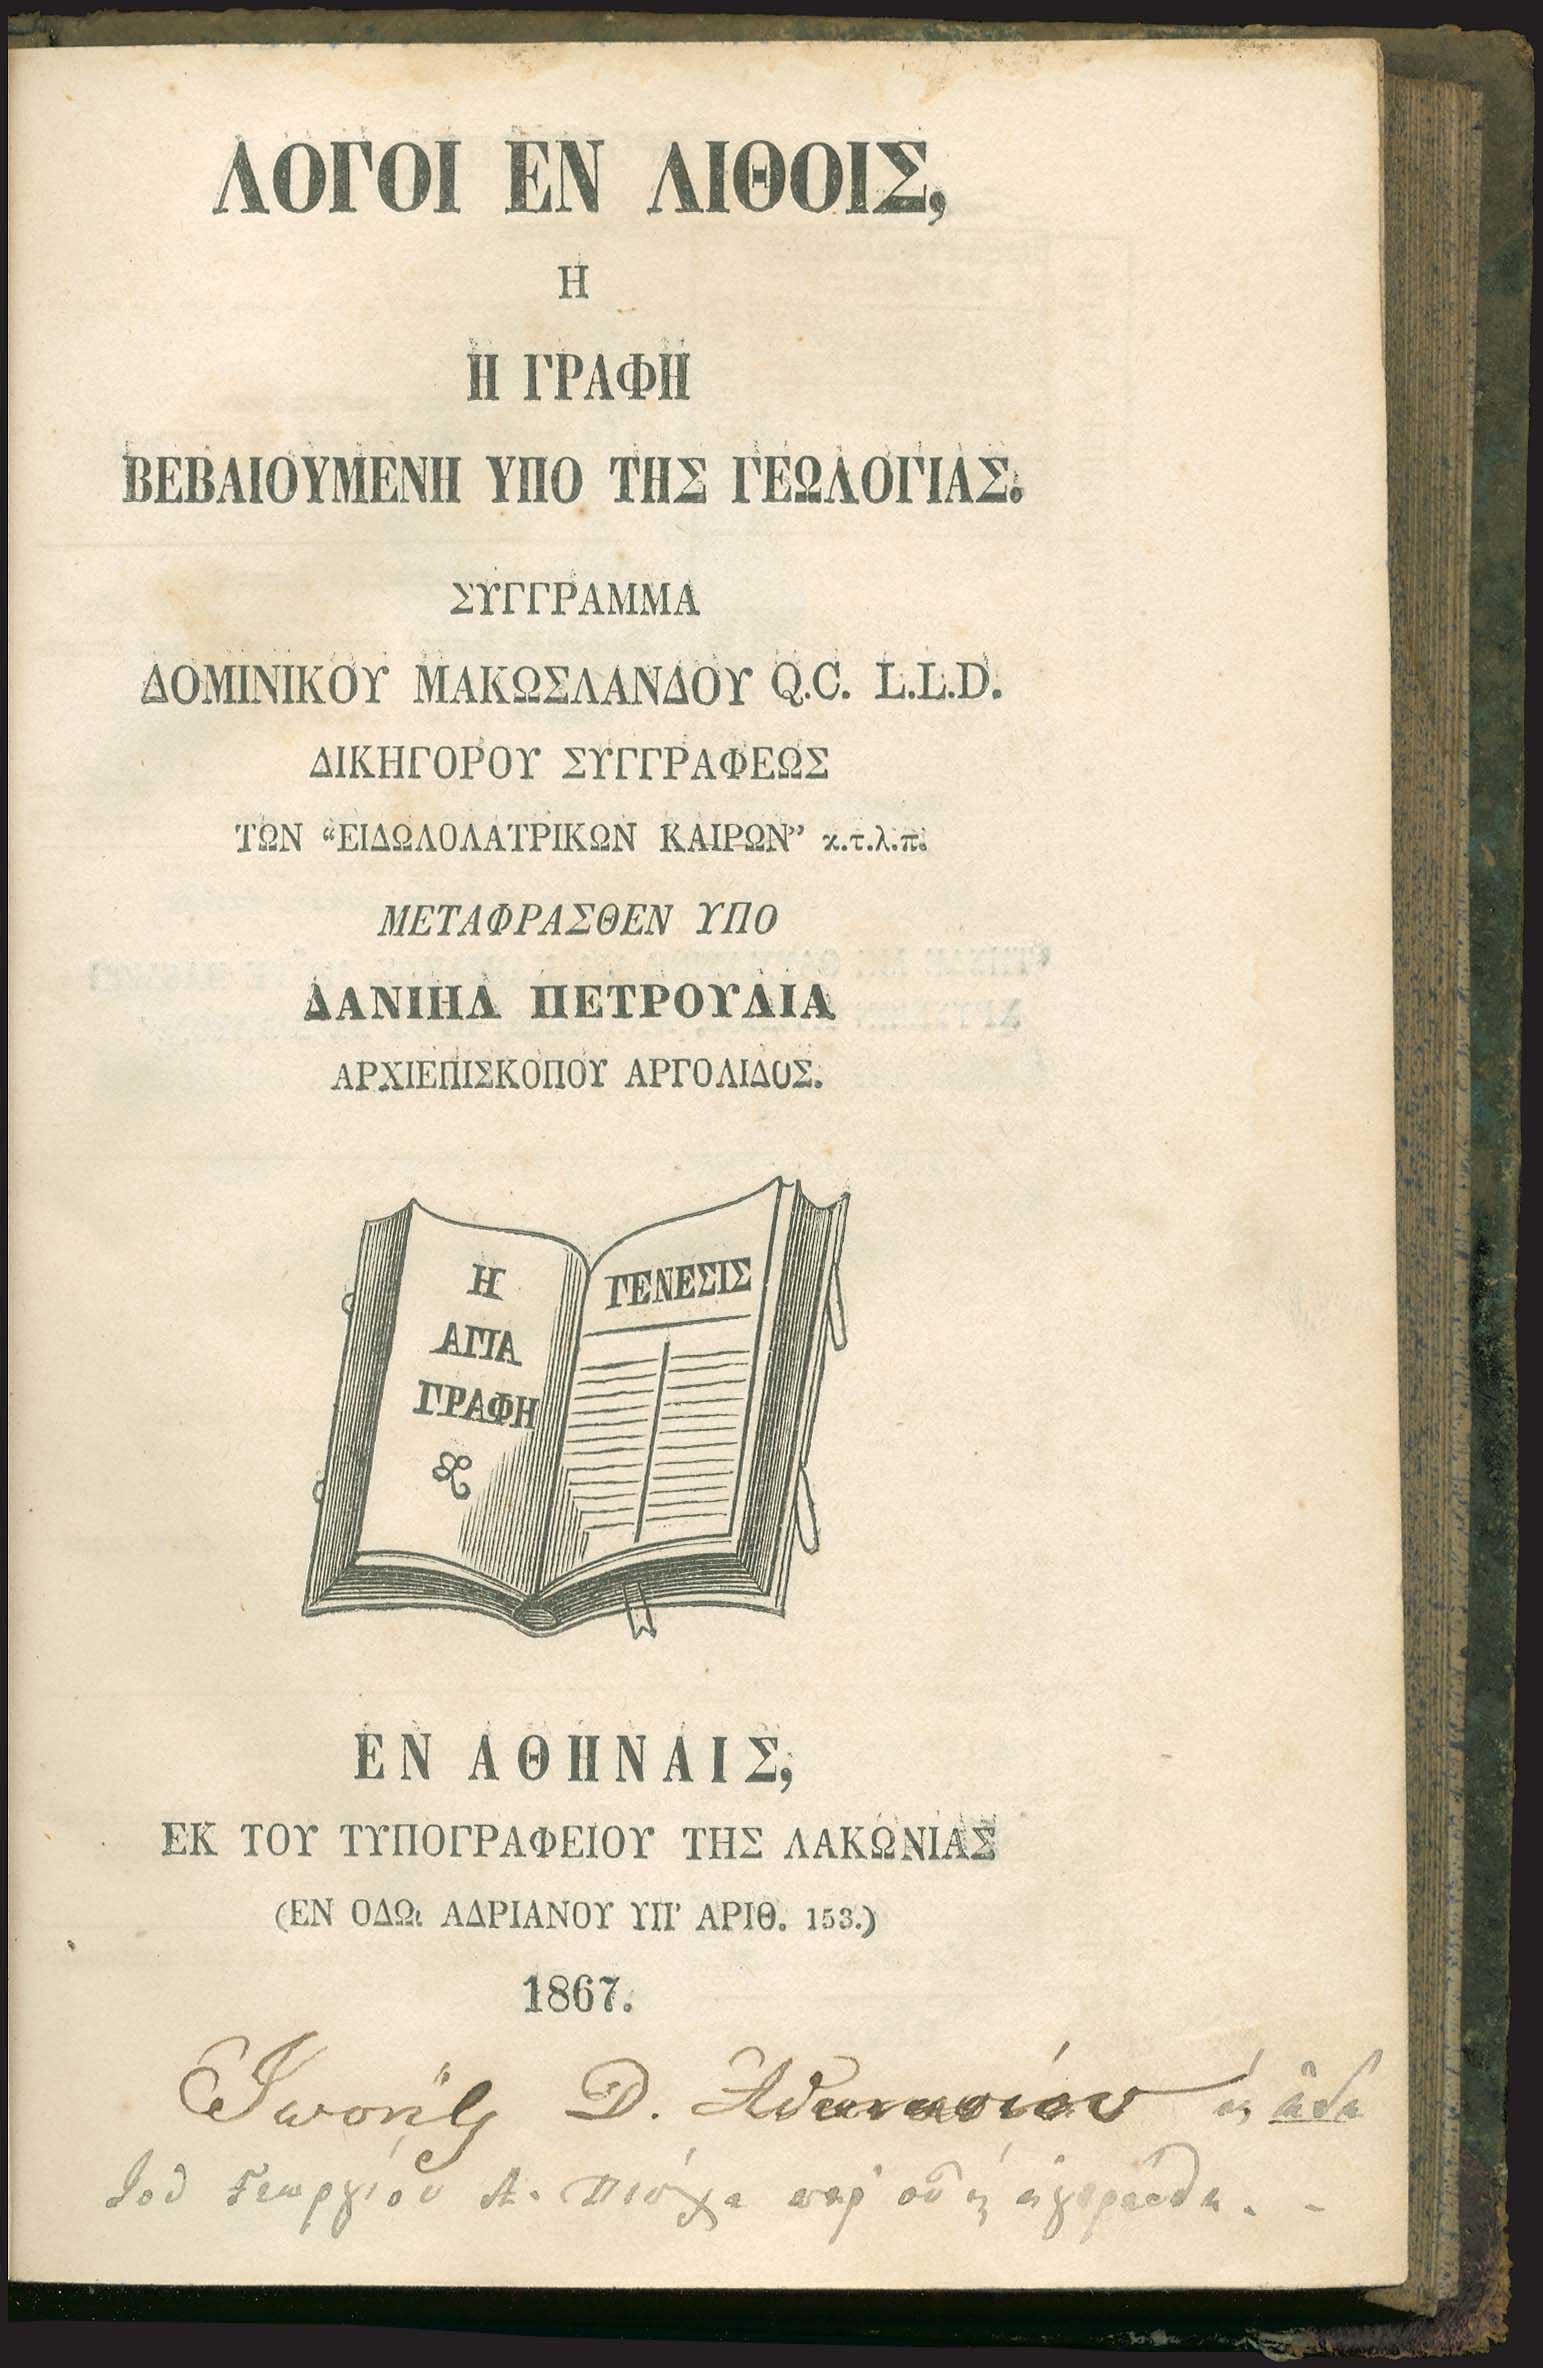 ΛΟΓΟΙ ΕΝ ΛΙΘΟΙΣ,
Η
Η ΓΡΑΦΗ
ΒΕΒΑΙΟΥΜΕΝΗ ΥΠΟ ΤΗΣ ΓΕΩΛΟΓΙΑΣ.
ΣΥΓΓΡΑΜΜΑ
ΔΟΜΙΝΙΚΟΥ ΜΑΚΩΣΛΑΝΔΟΥ Q.C. L.L.D.
ΔΙΚΗΓΟΡΟΥ ΣΥΓΓΡΑΦΕΩΣ
ΤΩΝ “ΕΙΔΩΛΟΛΑΤΡΙΚΩΝ ΚΑΙΡΩΝ” κ.τ.λ.π.
ΜΕΤΑΦΡΑΣΘΕΝ ΥΠΟ
ΔΑΝΙΗΛ ΠΕΤΡΟΥΛΙΑ
ΑΡΧΙΕΠΙΣΚΟΠΟΥ ΑΡΓΟΛΙΔΟΣ.
Η
ΑΓΙΑ
ΓΡΑΦΗ
ΓΕΝΕΣΙΣ
ΕΝ ΑΘΗΝΑΙΣ,
ΕΚ ΤΟΥ ΤΥΠΟΓΡΑΦΕΙΟΥ ΤΗΣ ΛΑΚΩΝΙΑΣ
(ΕΝ ΟΔΩι ΑΔΡΙΑΝΟΥ ΥΠ’ ΑΡΙΘ. 153.)
1867.
Δ. Ἀθανασίου
Γεωργίου Α.